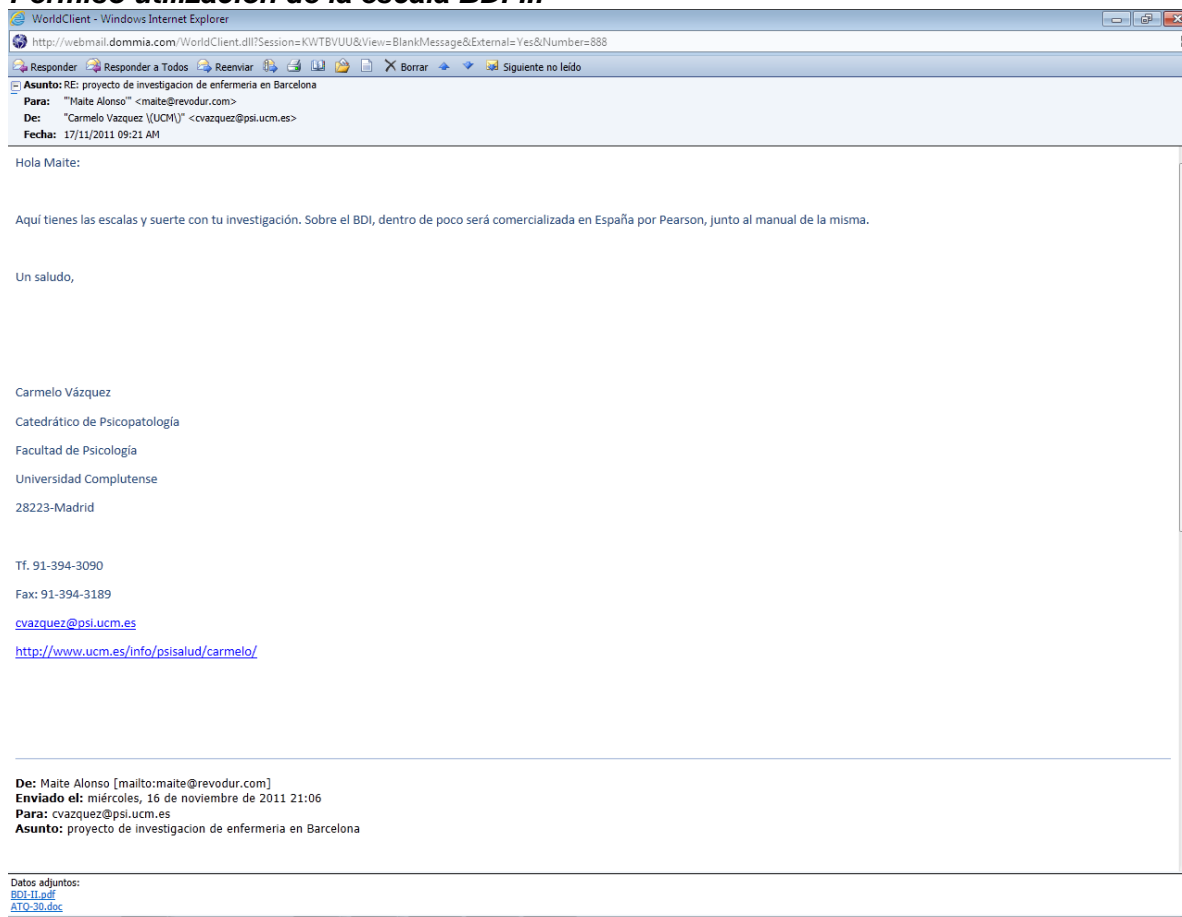 Permiso utilización de la escala BDI-II.
WorldClient - Windows Internet Explorer
http://webmail.dommia.com/WorldClient.dll?Session=KWTBVUU&View=BlankMessage&External=Yes&Number=888
Responder Responder a Todos Reenviar Borrar Siguiente no leído
Asunto: RE: proyecto de investigacion de enfermeria en Barcelona
Para: "'Maite Alonso'" <maite@revodur.com>
De: "Carmelo Vazquez \(UCM\)" <cvazquez@psi.ucm.es>
Fecha: 17/11/2011 09:21 AM
Hola Maite:
Aquí tienes las escalas y suerte con tu investigación. Sobre el BDI, dentro de poco será comercializada en España por Pearson, junto al manual de la misma.
Un saludo,
Carmelo Vázquez
Catedrático de Psicopatología
Facultad de Psicología
Universidad Complutense
28223-Madrid
Tf. 91-394-3090
Fax: 91-394-3189
cvazquez@psi.ucm.es
http://www.ucm.es/info/psisalud/carmelo/
De: Maite Alonso [mailto:maite@revodur.com]
Enviado el: miércoles, 16 de noviembre de 2011 21:06
Para: cvazquez@psi.ucm.es
Asunto: proyecto de investigacion de enfermeria en Barcelona
Datos adjuntos:
BDI-II.pdf
ATQ-30.doc